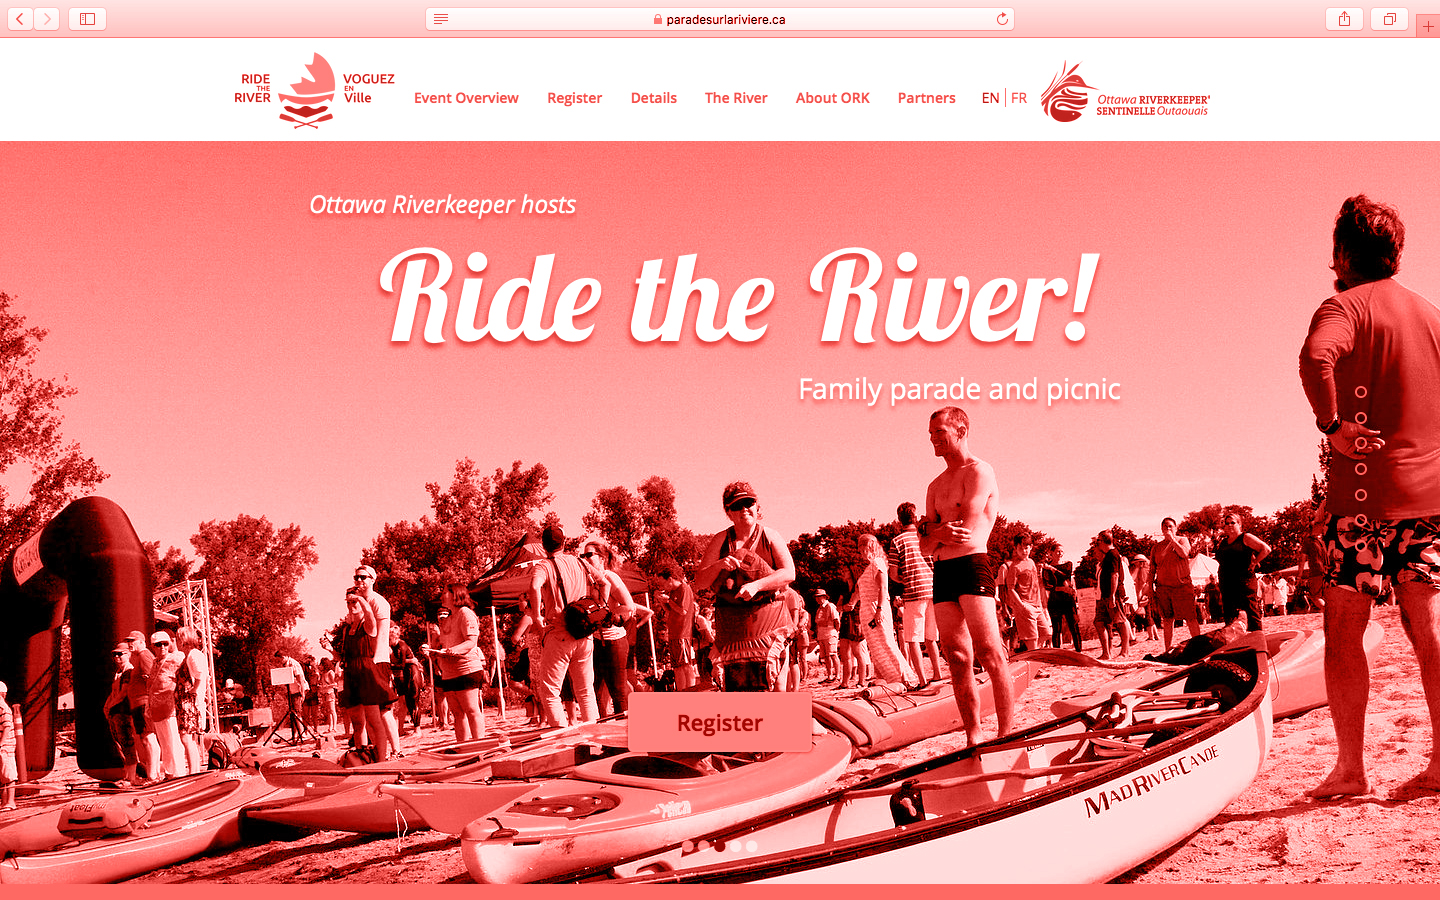 paradesurlariviere.ca
RIDE
THE
RIVER
VOGUEZ
EN
Ville
Event Overview
Register
Details
The River
About ORK
Partners
EN
FR
Ottawa RIVERKEEPER®
SENTINELLE Outaouais
Ottawa Riverkeeper hosts
Ride the River!
Family parade and picnic
Register
MAD RIVER CANOE